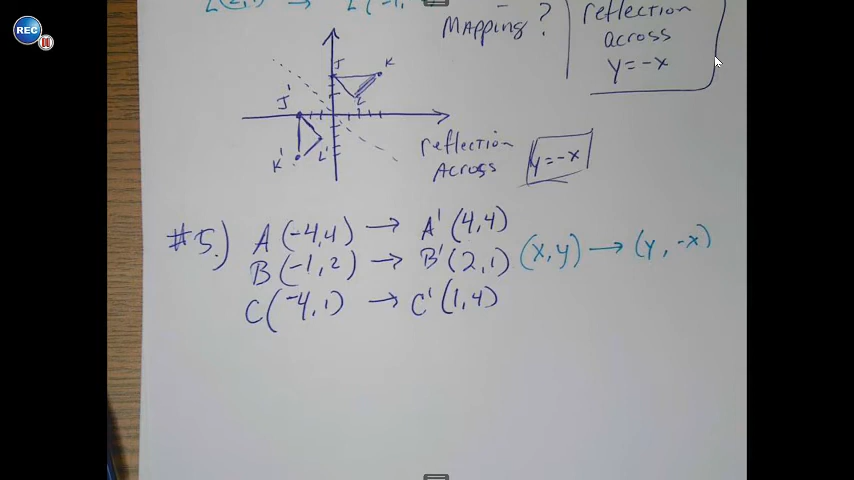 REC
reflection
Mapping?
across
y=-x
J
K
L
J'
K'
L'
reflection
Across
y=-x
#5.) A(-4,4) → A'(4,4)
B(-1,2) → B'(2,1) (x,y) → (y,-x)
C(-4,1) → C'(1,4)